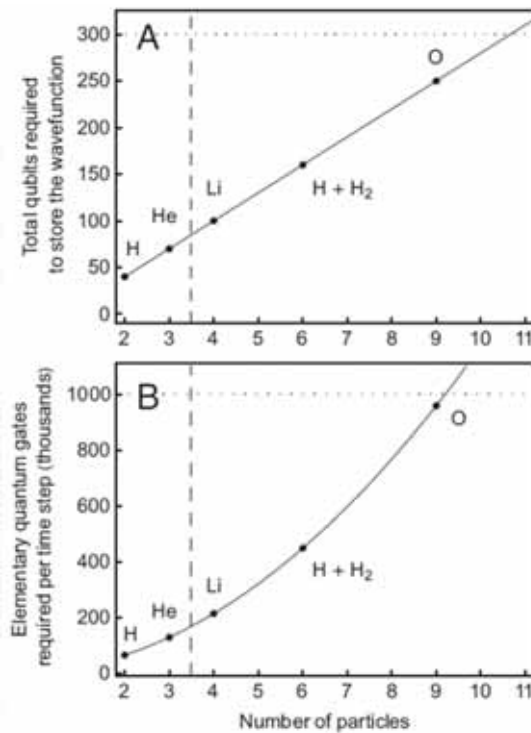 A
Total qubits required
to store the wavefunction
300
250
200
150
100
50
0
H
He
Li
H + H₂
O
2 3 4 5 6 7 8 9 10 11
B
Elementary quantum gates
required per time step (thousands)
1000
800
600
400
200
0
H
He
Li
H + H₂
O
2 3 4 5 6 7 8 9 10 11
Number of particles